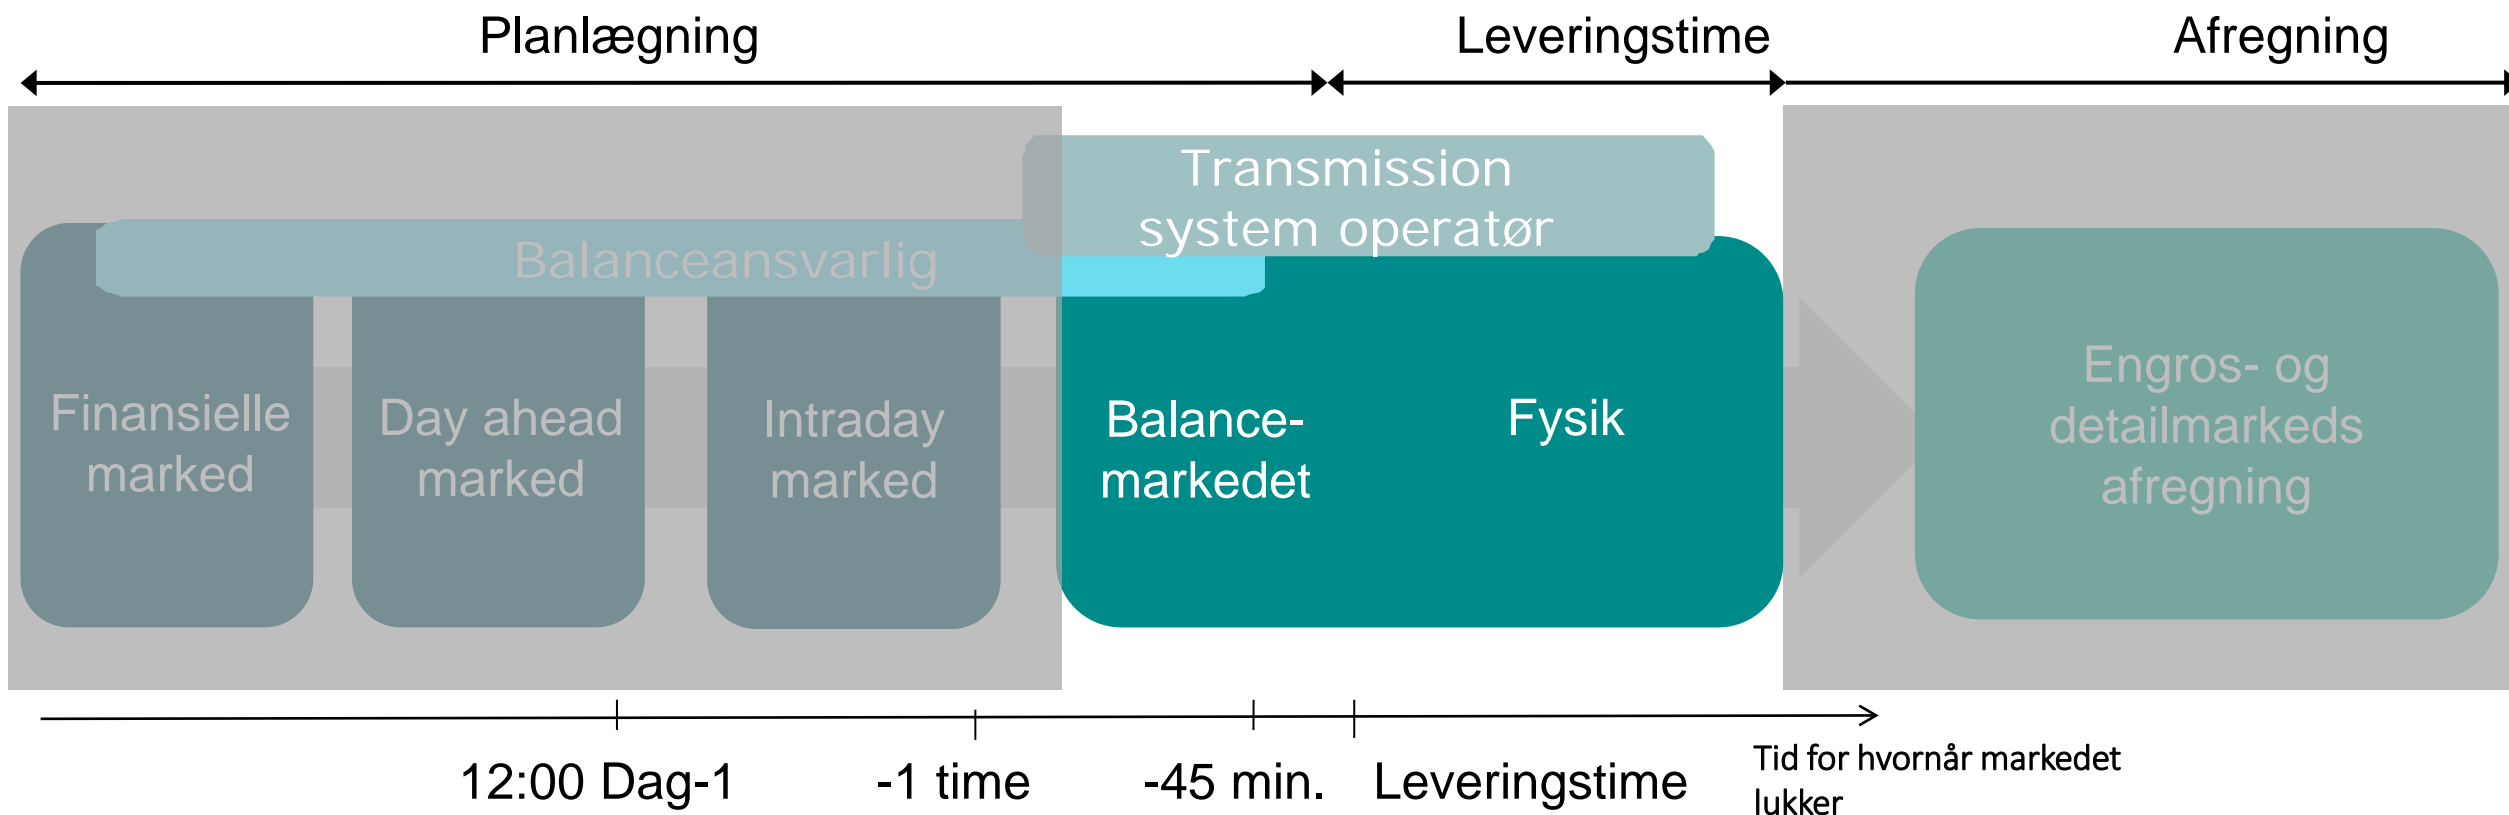 Planlægning
Leveringstime
Afregning
Transmission
system operatør
Balanceansvarlig
Finansielle
marked
Day ahead
marked
Intraday
marked
Balance-
markedet
Fysik
Engros- og
detailmarkeds
afregning
12:00 Dag-1
-1 time
-45 min.
Leveringstime
Tid for hvornår markedet
lukker